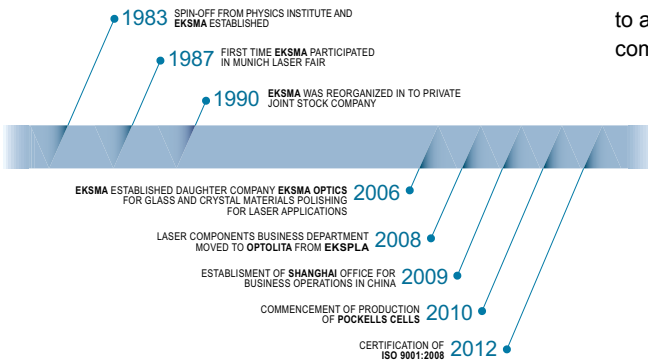 1983 SPIN-OFF FROM PHYSICS INSTITUTE AND
EKSMA ESTABLISHED
to a
com
1987 FIRST TIME EKSMA PARTICIPATED
IN MUNICH LASER FAIR
1990 EKSMA WAS REORGANIZED IN TO PRIVATE
JOINT STOCK COMPANY
EKSMA ESTABLISHED DAUGHTER COMPANY EKSMA OPTICS
FOR GLASS AND CRYSTAL MATERIALS POLISHING
FOR LASER APPLICATIONS
2006
LASER COMPONENTS BUSINESS DEPARTMENT
MOVED TO OPTOLITA FROM EKSPLA
2008
ESTABLISMENT OF SHANGHAI OFFICE FOR
BUSINESS OPERATIONS IN CHINA
2009
COMMENCEMENT OF PRODUCTION
OF POCKELLS CELLS
2010
CERTIFICATION OF
ISO 9001:2008
2012